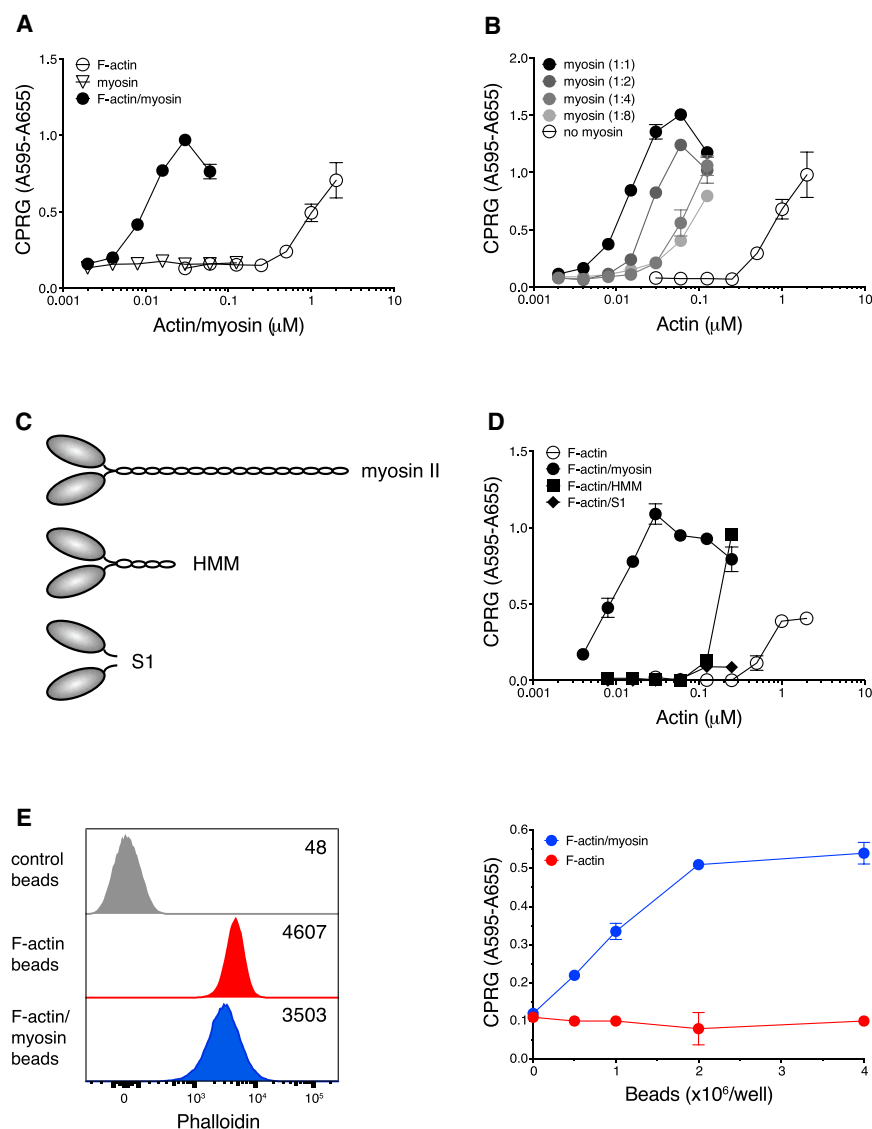 A
F-actin
myosin
F-actin/myosin
CPRG (A595-A655)
1.5
1.0
0.5
0.0
0.001
0.01
0.1
1
10
Actin/myosin (μM)
B
myosin (1:1)
myosin (1:2)
myosin (1:4)
myosin (1:8)
no myosin
CPRG (A595-A655)
2.0
1.5
1.0
0.5
0.0
0.001
0.01
0.1
1
10
Actin (μM)
C
myosin II
HMM
S1
D
F-actin
F-actin/myosin
F-actin/HMM
F-actin/S1
CPRG (A595-A655)
1.5
1.0
0.5
0.0
0.001
0.01
0.1
1
10
Actin (μM)
E
control
beads
48
F-actin
beads
4607
F-actin/
myosin
beads
3503
0
10³
10⁴
10⁵
Phalloidin
F-actin/myosin
F-actin
CPRG (A595-A655)
0.6
0.5
0.4
0.3
0.2
0.1
0.0
0
1
2
3
4
Beads (x10⁶/well)